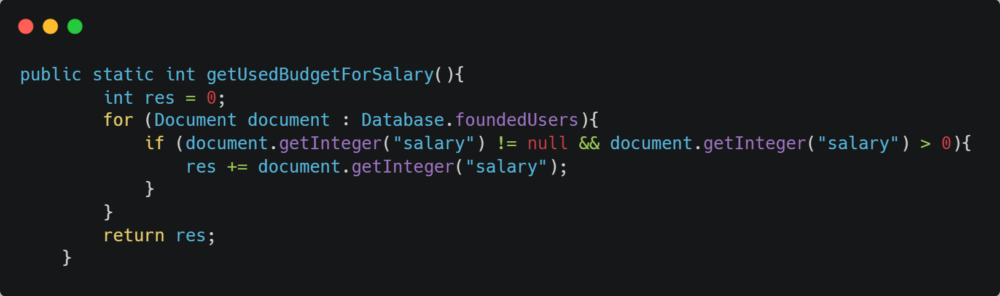 public static int getUsedBudgetForSalary(){
        int res = 0;
        for (Document document : Database.foundedUsers){
            if (document.getInteger("salary") != null && document.getInteger("salary") > 0){
                res += document.getInteger("salary");
            }
        }
        return res;
    }